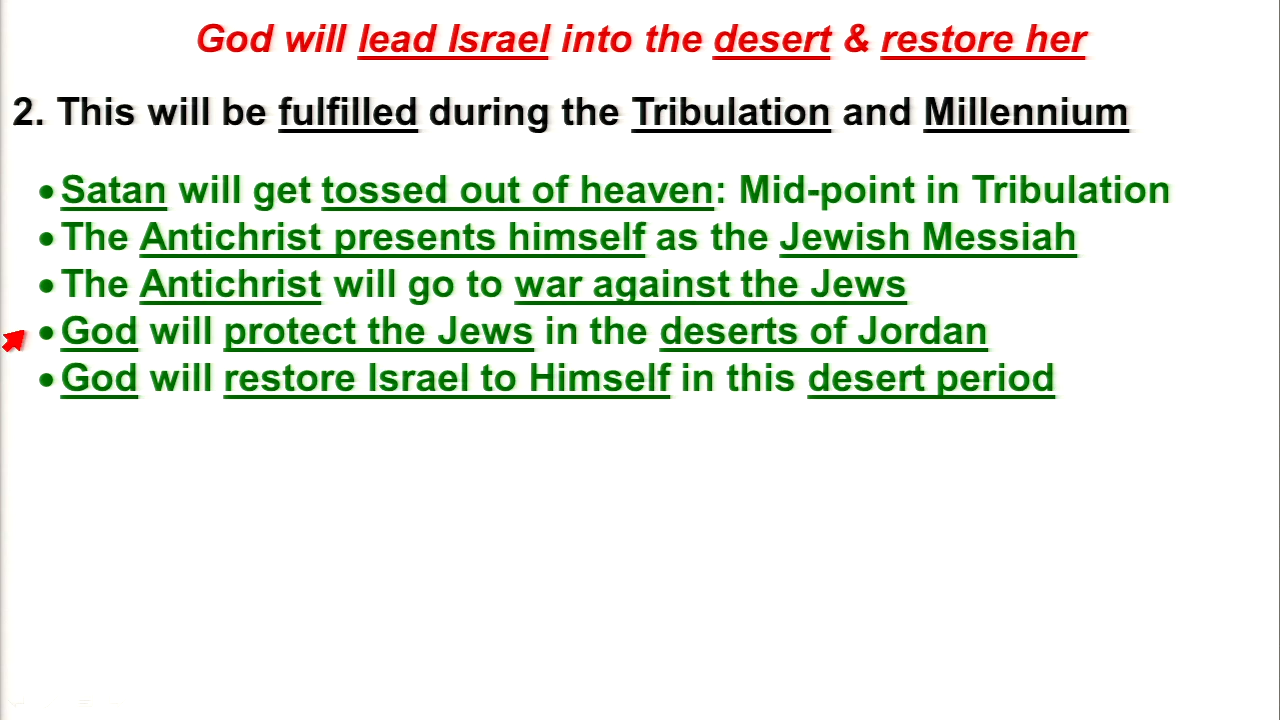 God will lead Israel into the desert & restore her
2. This will be fulfilled during the Tribulation and Millennium
• Satan will get tossed out of heaven: Mid-point in Tribulation
• The Antichrist presents himself as the Jewish Messiah
• The Antichrist will go to war against the Jews
• God will protect the Jews in the deserts of Jordan
• God will restore Israel to Himself in this desert period